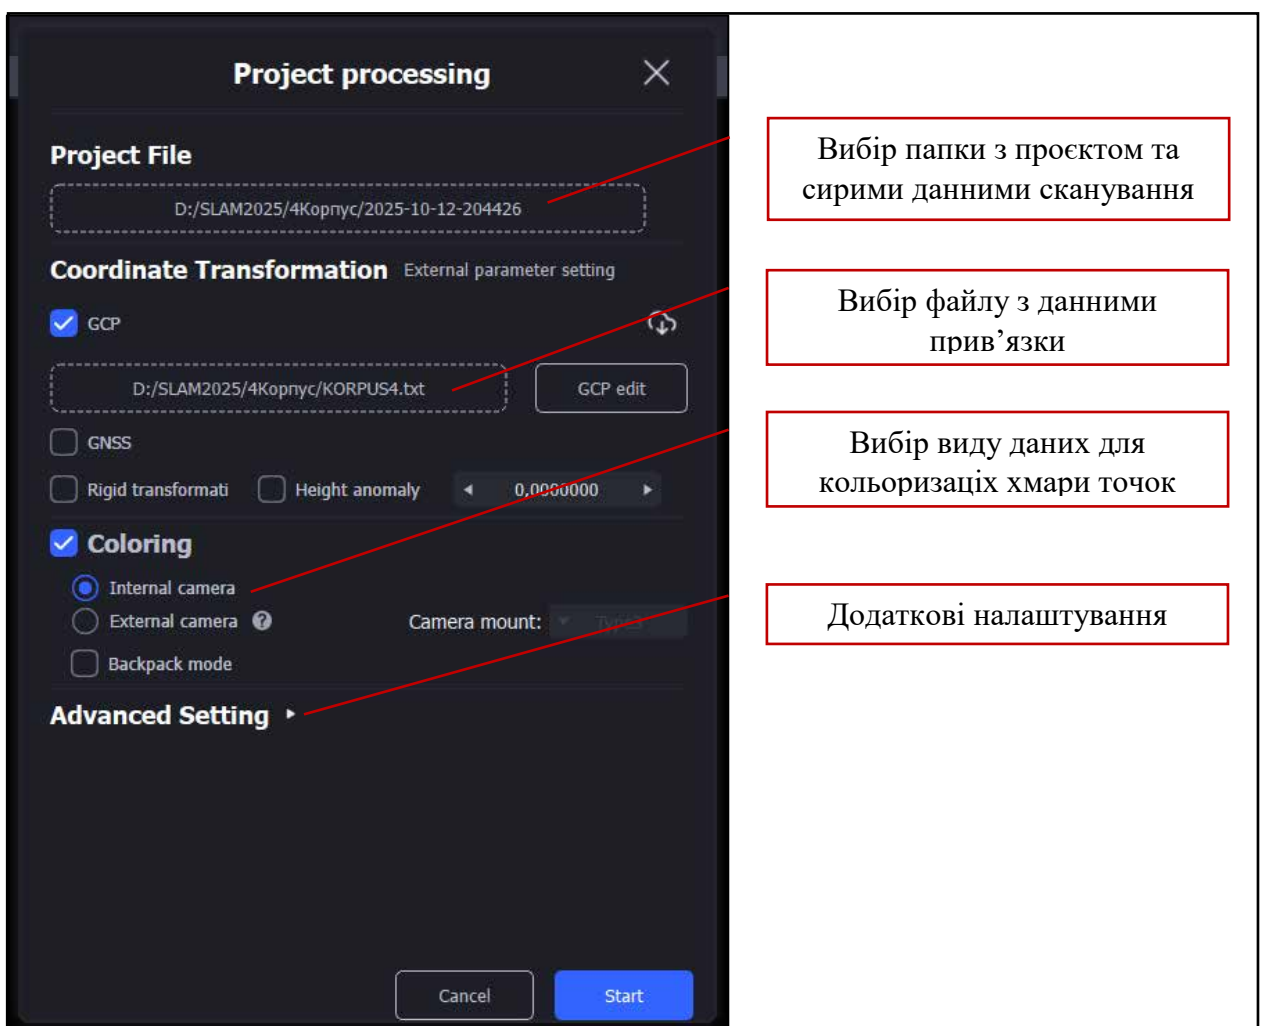 Project processing
Project File
D:/SLAM2025/4Корпус/2025-10-12-204426
Coordinate Transformation External parameter setting
GCP
D:/SLAM2025/4Корпус/KORPUS4.txt
GCP edit
GNSS
Rigid transformati Height anomaly 0,0000000
Coloring
Internal camera
External camera ? Camera mount: Type3
Backpack mode
Advanced Setting
Cancel Start
Вибір папки з проєктом та
сирими данними сканування
Вибір файлу з данними
прив’язки
Вибір виду даних для
кольоризаціх хмари точок
Додаткові налаштування